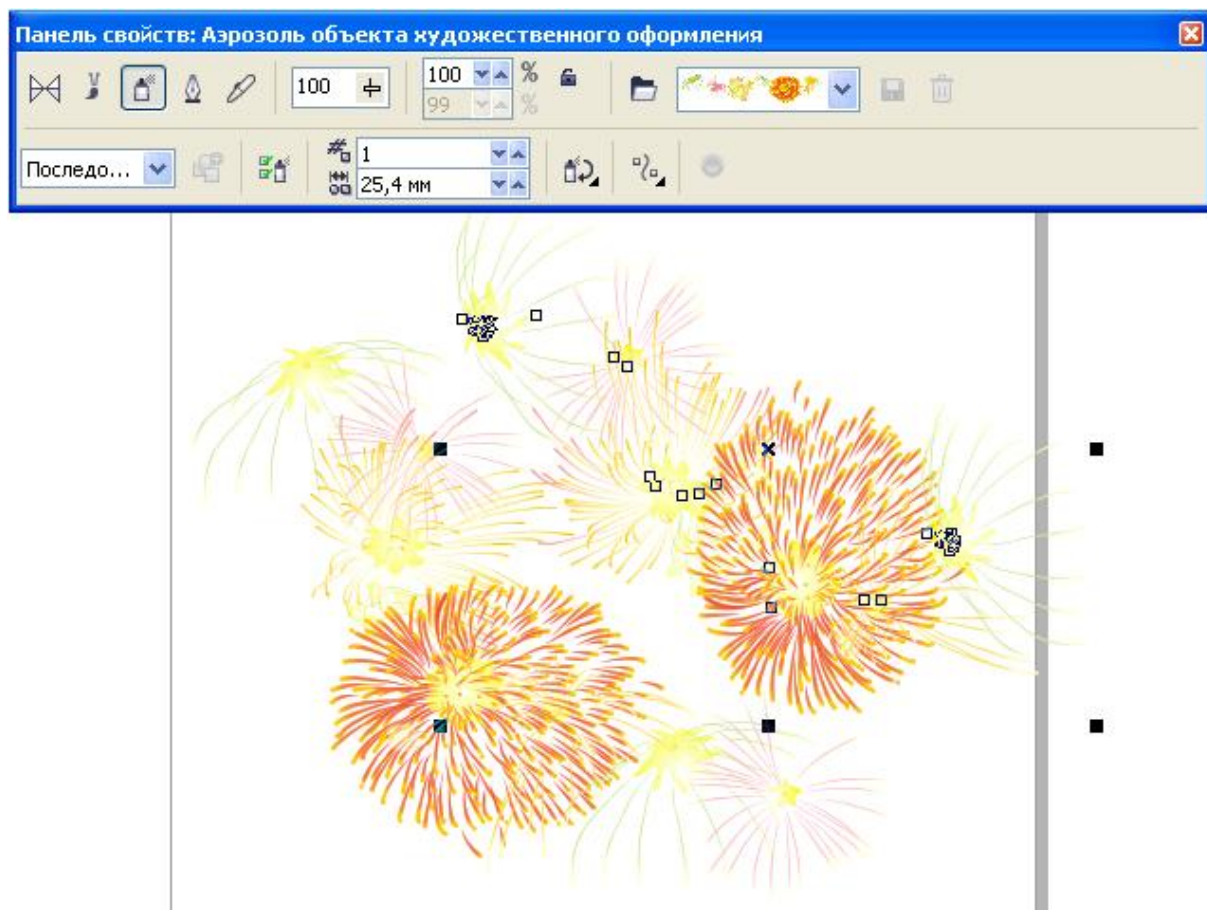 Панель свойств: Аэрозоль объекта художественного оформления
100 100 %
99 %
Последо... 1
25,4 мм